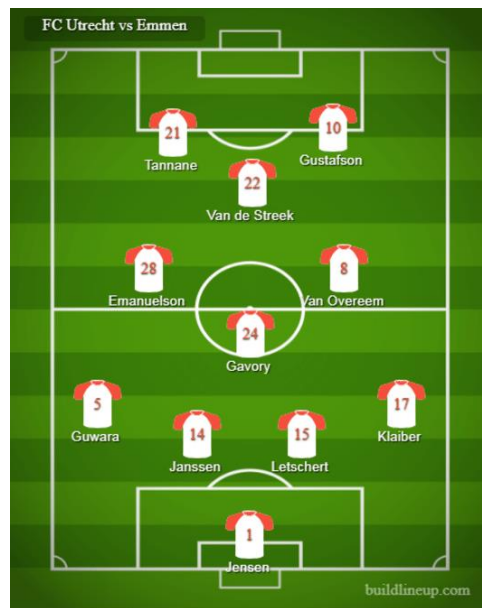 FC Utrecht vs Emmen
21
Tannane
10
Gustafson
22
Van de Streek
28
Emanuelson
8
Van Overeem
24
Gavory
5
Guwara
14
Janssen
15
Letschert
17
Klaiber
1
Jensen
buildlineup.com